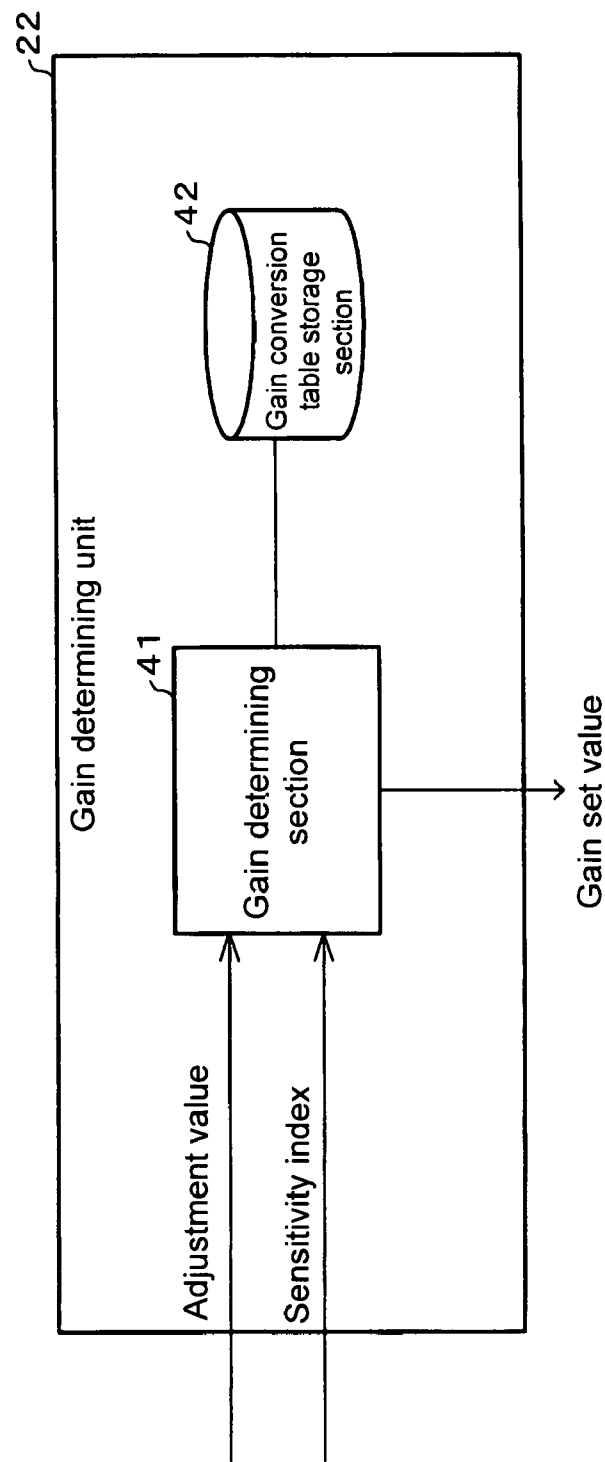 22
Gain determining unit
41
Gain determining
section
42
Gain conversion
table storage
section
Adjustment value
Sensitivity index
Gain set value